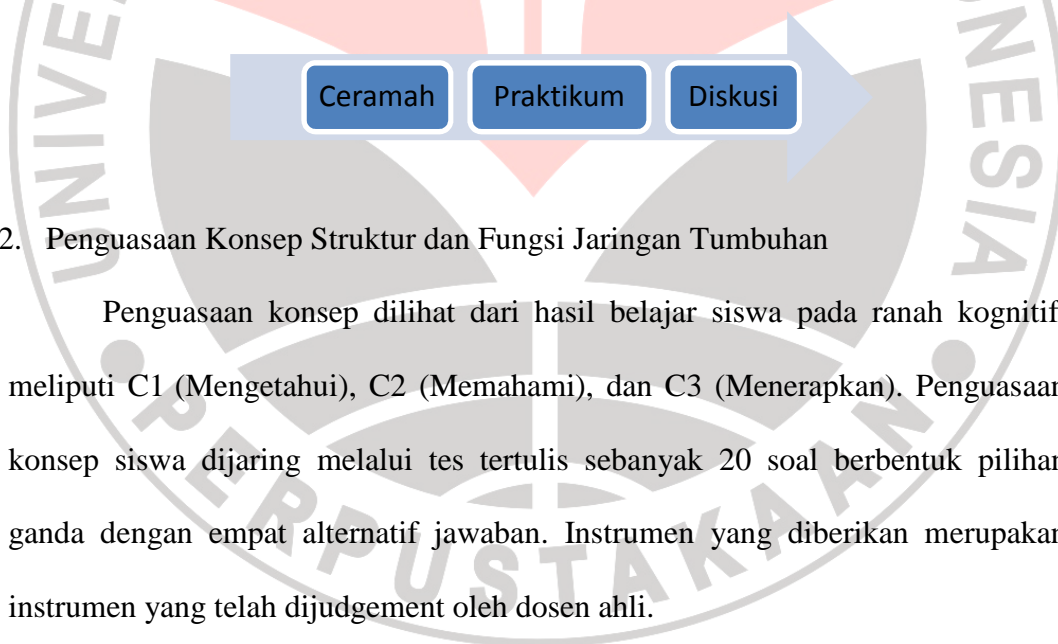 Ceramah Praktikum Diskusi
2. Penguasaan Konsep Struktur dan Fungsi Jaringan Tumbuhan
Penguasaan konsep dilihat dari hasil belajar siswa pada ranah kognitif
meliputi C1 (Mengetahui), C2 (Memahami), dan C3 (Menerapkan). Penguasaan
konsep siswa dijaring melalui tes tertulis sebanyak 20 soal berbentuk pilihan
ganda dengan empat alternatif jawaban. Instrumen yang diberikan merupakan
instrumen yang telah dijudgement oleh dosen ahli.
UNIVE
ONESIA
PERPUSTAKAAN